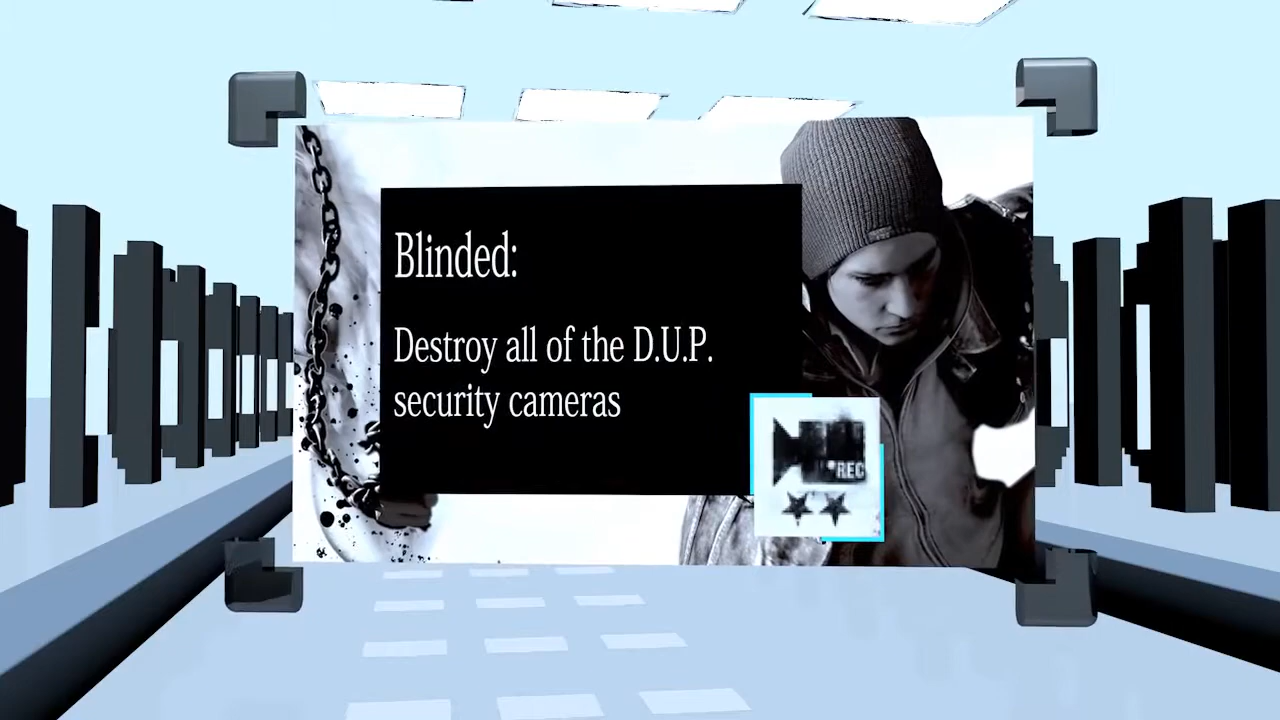 Blinded:
Destroy all of the D.U.P.
security cameras
REC